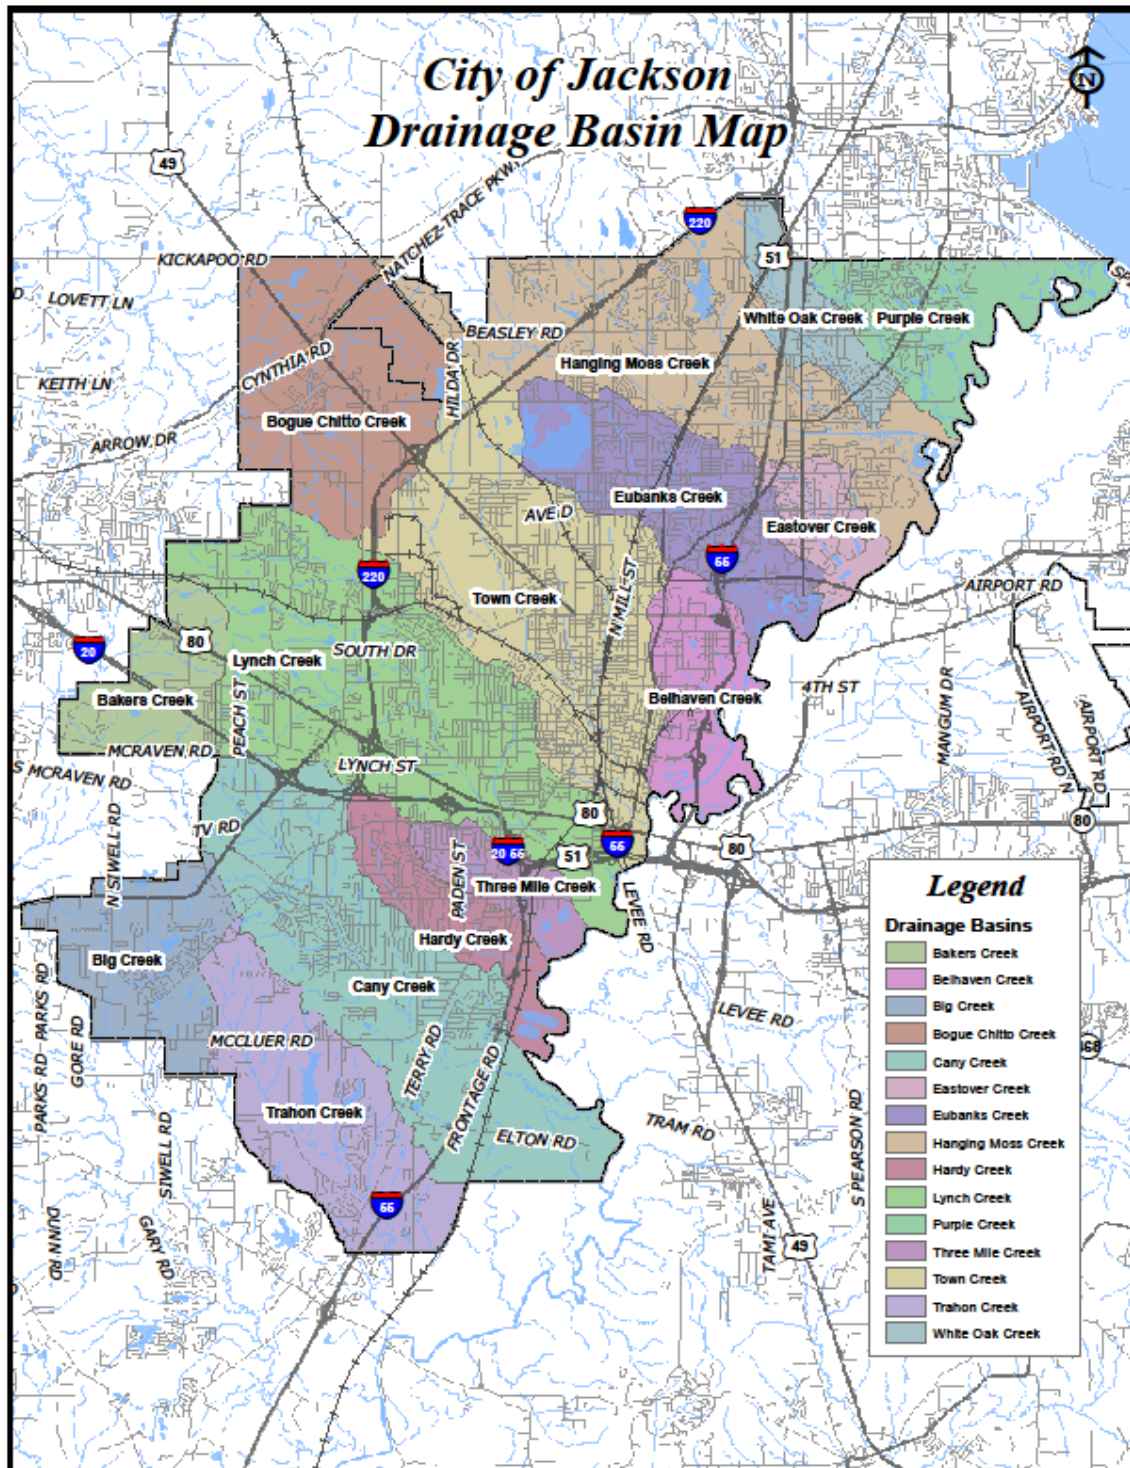 City of Jackson
Drainage Basin Map
N
49
NATCHEZ-TRACE PKWY
220
51
KICKAPOO RD
D
LOVETT LN
White Oak Creek
Purple Creek
BEASLEY RD
HILDA DR
Hanging Moss Creek
CYNTHIA RD
KEITH LN
Bogue Chitto Creek
ARROW DR
Eubanks Creek
AVE D
Eastover Creek
55
220
AIRPORT RD
Town Creek
N MILL ST
80
20
SOUTH DR
Lynch Creek
4TH ST
Bakers Creek
PEACH ST
Belhaven Creek
MANGUM DR
AIRPORT RD N
AIRPORT RD
MCRAVEN RD
S MCRAVEN RD
LYNCH ST
N SIWELL RD
TV RD
80
80
80
55
20 55
51
PADEN ST
Three Mile Creek
LEVEE RD
Hardy Creek
Big Creek
Cany Creek
PARKS RD
PARKS RD
GORE RD
MCCLUER RD
TERRY RD
FRONTAGE RD
LEVEE RD
468
Trahon Creek
ELTON RD
TRAM RD
SIWELL RD
S PEARSON RD
55
GARY RD
DUNN RD
TAMI AVE
49
Legend
Drainage Basins
Bakers Creek
Belhaven Creek
Big Creek
Bogue Chitto Creek
Cany Creek
Eastover Creek
Eubanks Creek
Hanging Moss Creek
Hardy Creek
Lynch Creek
Purple Creek
Three Mile Creek
Town Creek
Trahon Creek
White Oak Creek